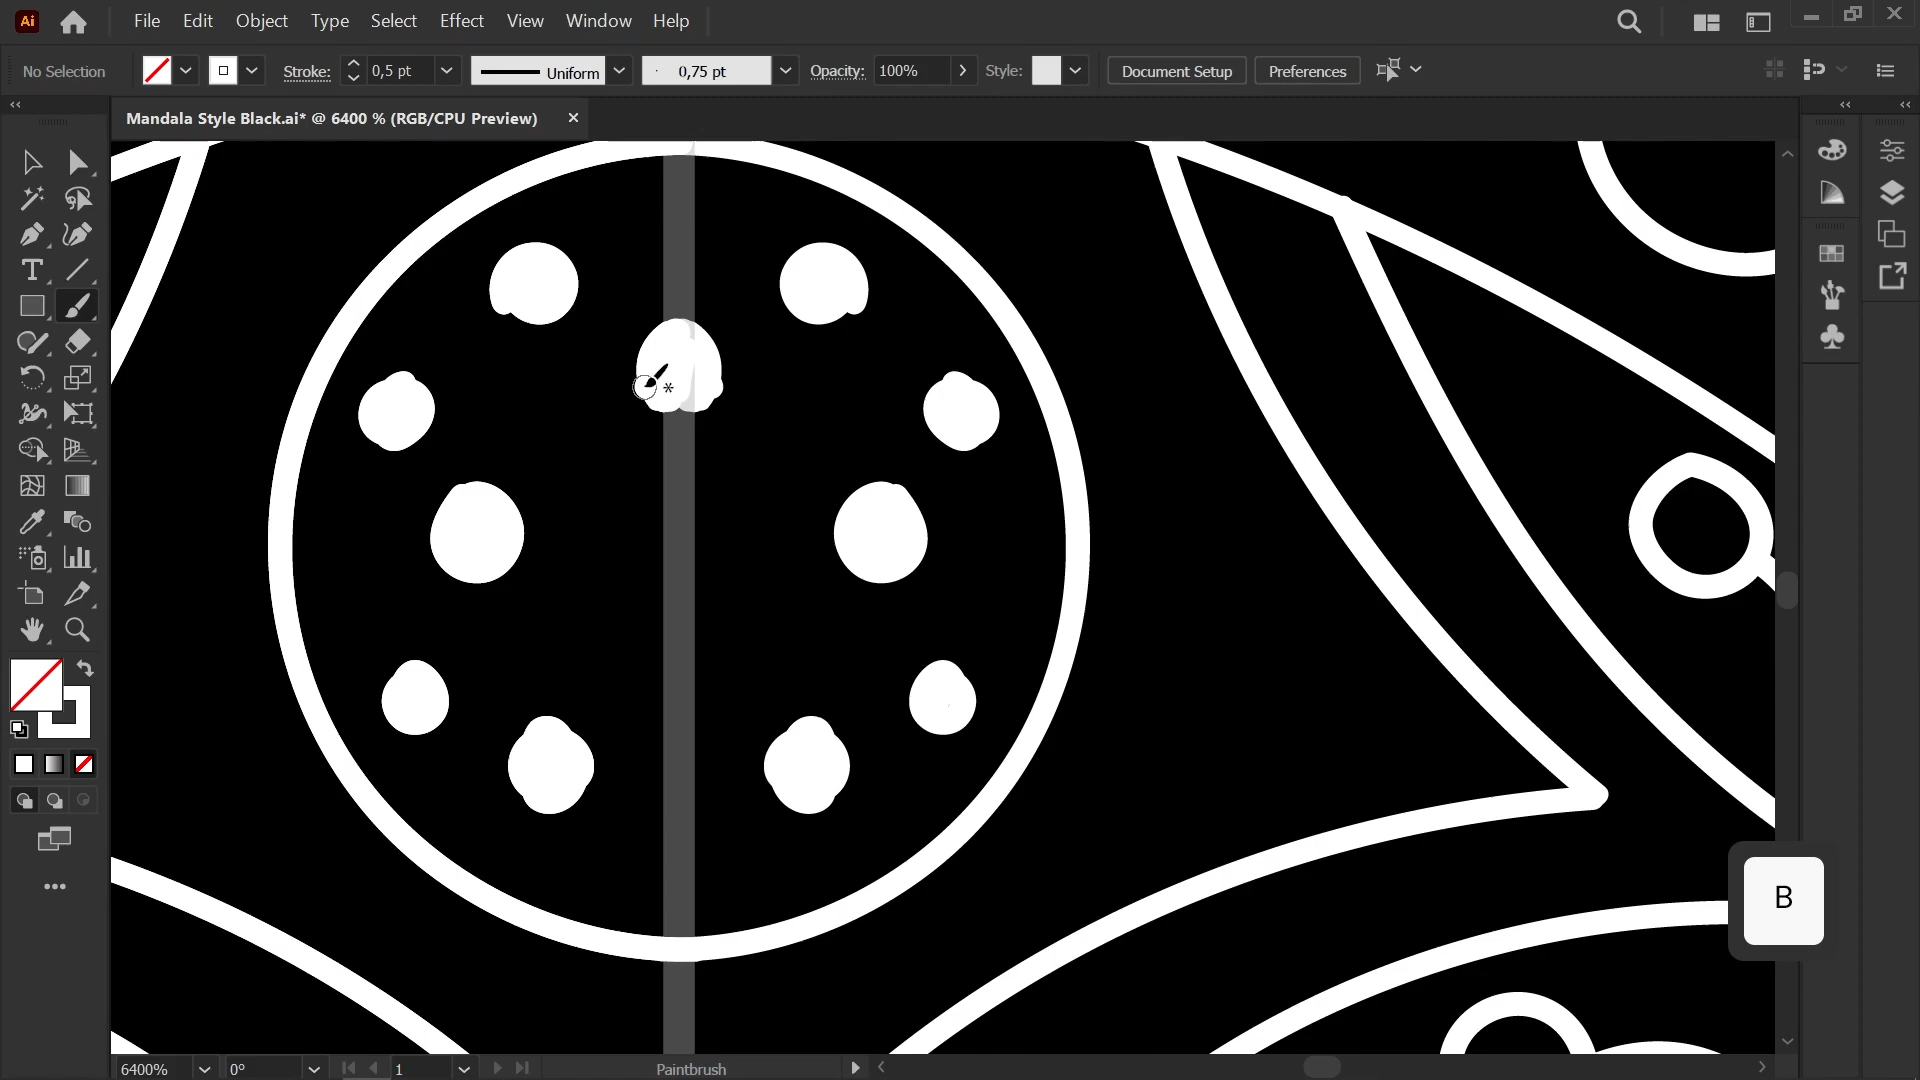 Ai File Edit Object Type Select Effect View Window Help
No Selection Stroke: 0,5 pt Uniform 0,75 pt Opacity: 100% Style: Document Setup Preferences
Mandala Style Black.ai* @ 6400 % (RGB/CPU Preview)
B
6400% 0° 1 Paintbrush